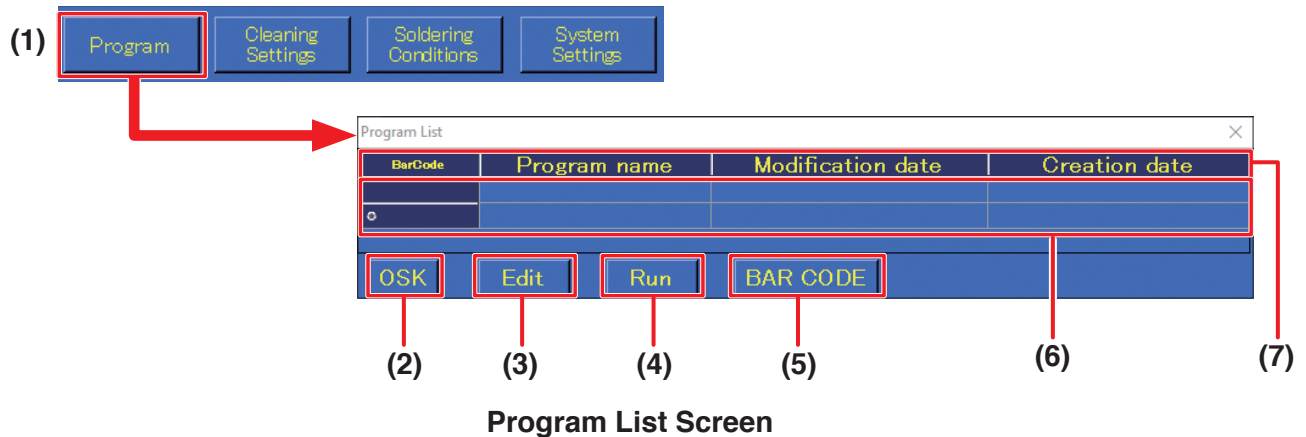 (1)
Program
Cleaning
Settings
Soldering
Conditions
System
Settings
Program List
BarCode
Program name
Modification date
Creation date
(7)
OSK
Edit
Run
BAR CODE
(6)
(2)
(3)
(4)
(5)
Program List Screen